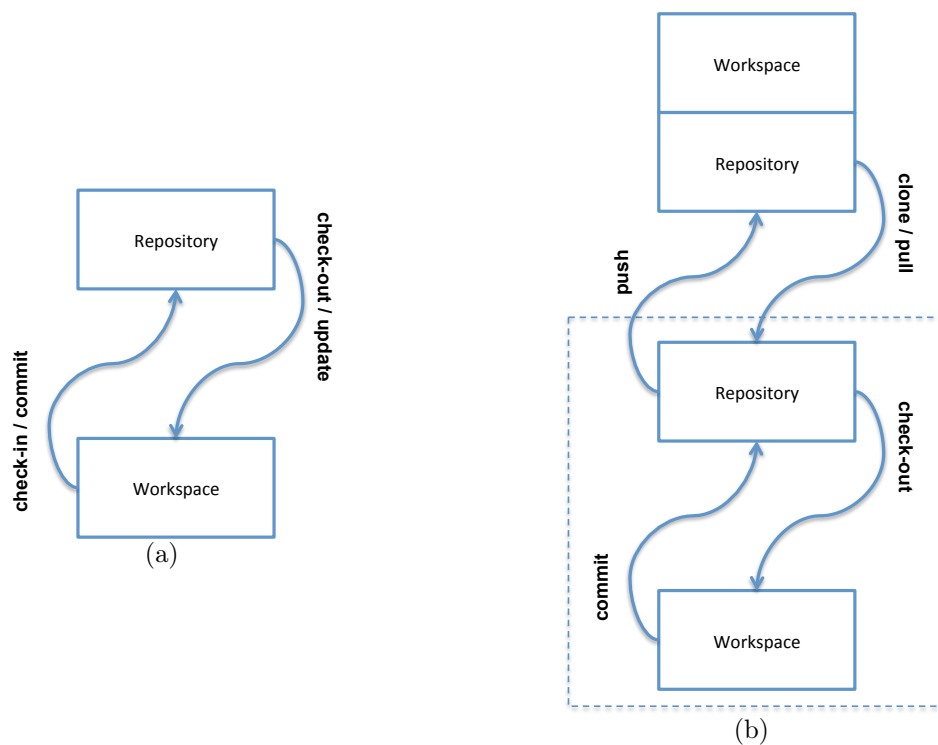 Repository
check-out / update
check-in / commit
Workspace
(a)
Workspace
Repository
clone / pull
push
Repository
check-out
commit
Workspace
(b)